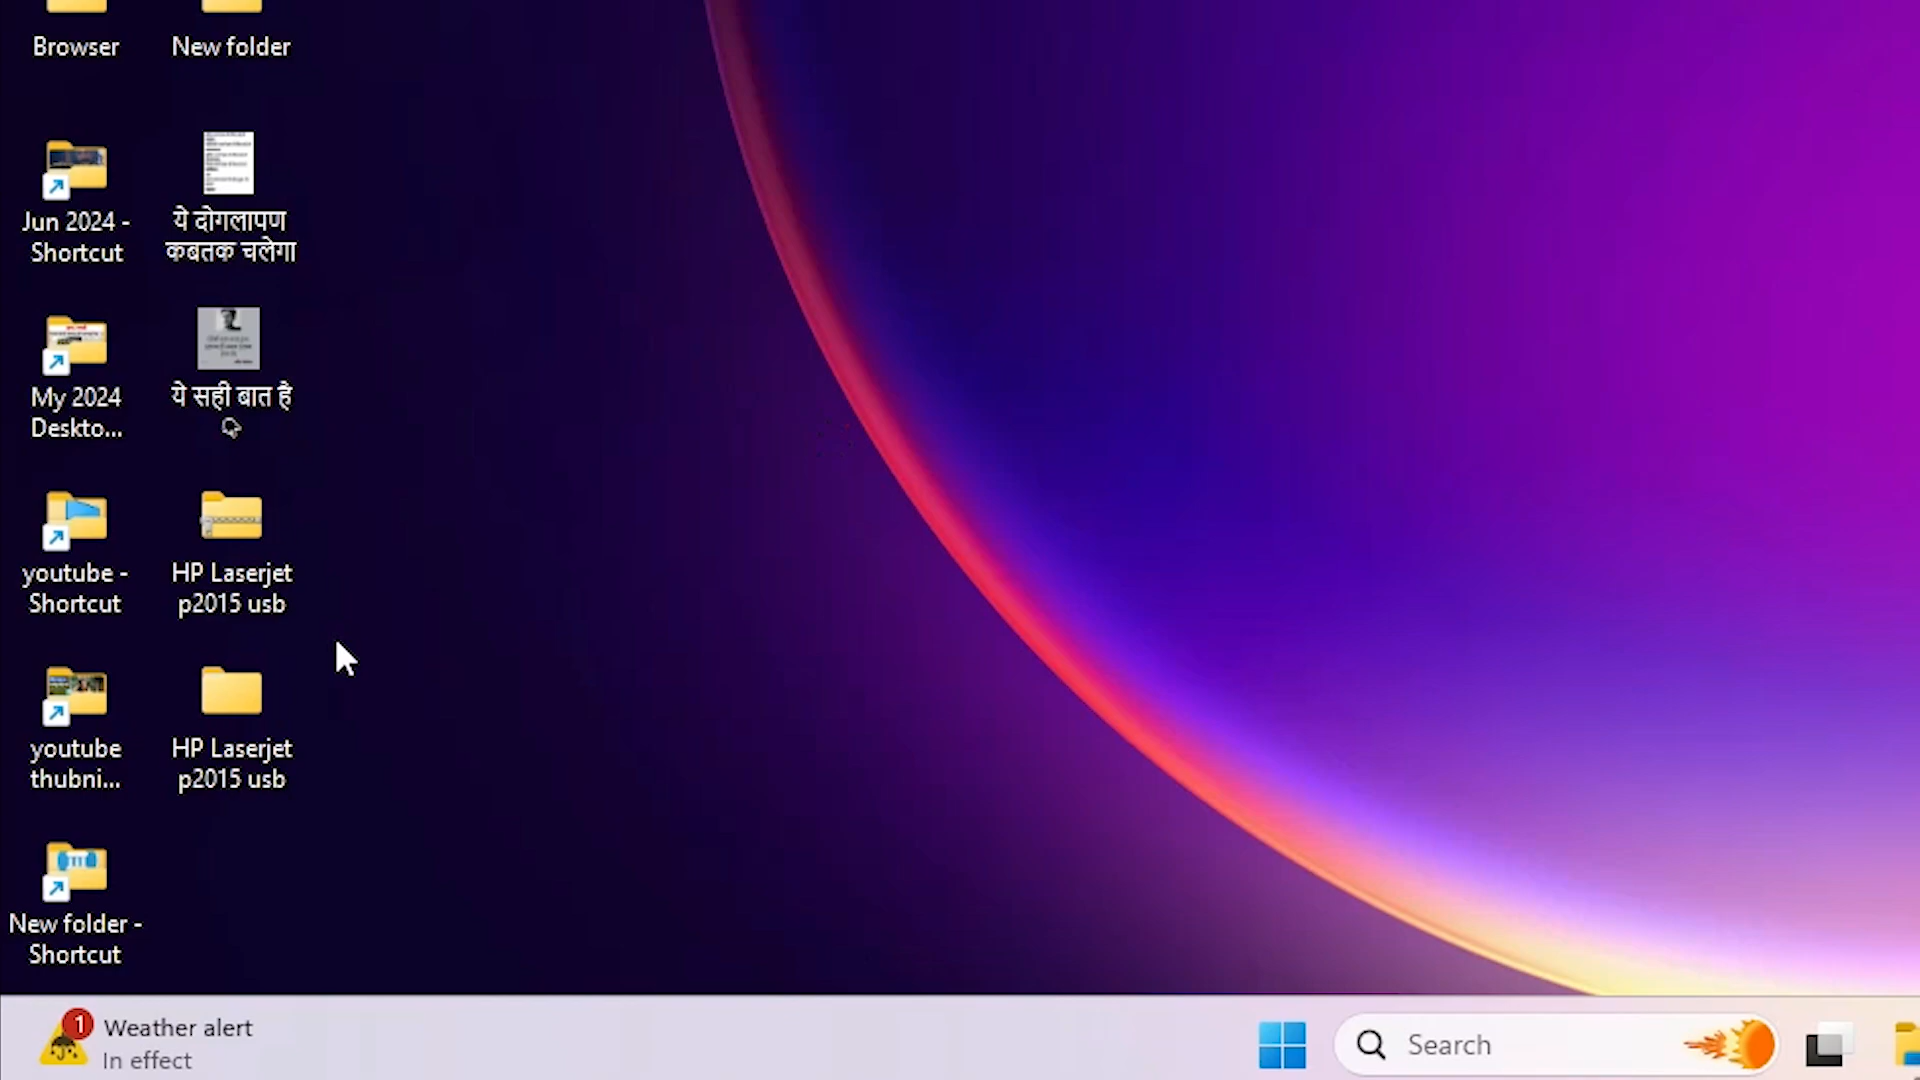 Browser
New folder
Jun 2024 -
Shortcut
ये दोगलापण
कबतक चलेगा
My 2024
Deskto...
ये सही बात है
youtube -
Shortcut
HP Laserjet
p2015 usb
youtube
thubni...
HP Laserjet
p2015 usb
New folder -
Shortcut
1
Weather alert
In effect
Search